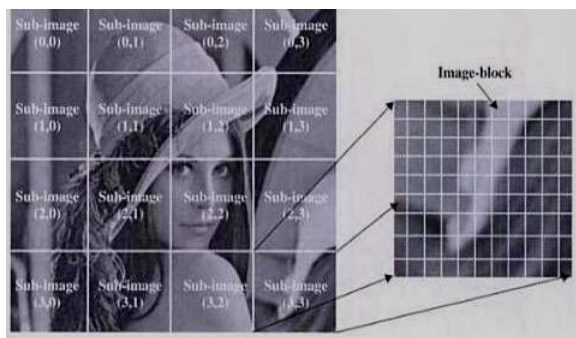 Sub-image Sub-image Sub-image Sub-image
(0,0) (0,1) (0,2) (0,3)
Image-block
Sub-image Sub-image Sub-image Sub-image
(1,0) (1,1) (1,2) (1,3)
Sub-image Sub-image Sub-image Sub-image
(2,0) (2,1) (2,2) (2,3)
Sub-image Sub-image Sub-image Sub-image
(3,0) (3,1) (3,2) (3,3)